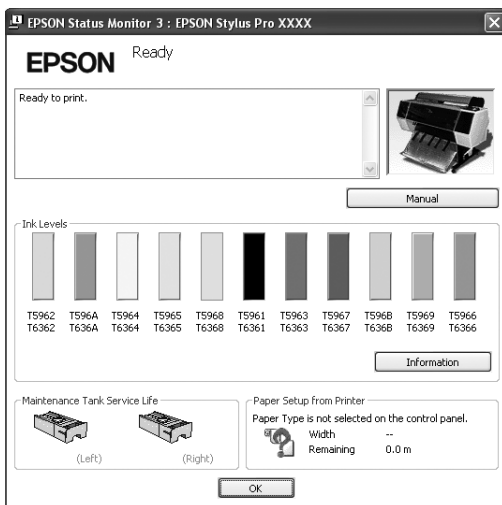 EPSON Status Monitor 3 : EPSON Stylus Pro XXXX
EPSON
Ready
Ready to print.
Manual
Ink Levels
T5962 T596A T5964 T5965 T5968 T5961 T5963 T5967 T596B T5969 T5966
T6362 T636A T6364 T6365 T6368 T6361 T6363 T6367 T636B T6369 T6366
Information
Maintenance Tank Service Life
(Left) (Right)
Paper Setup from Printer
Paper Type is not selected on the control panel.
Width --
Remaining 0.0 m
OK